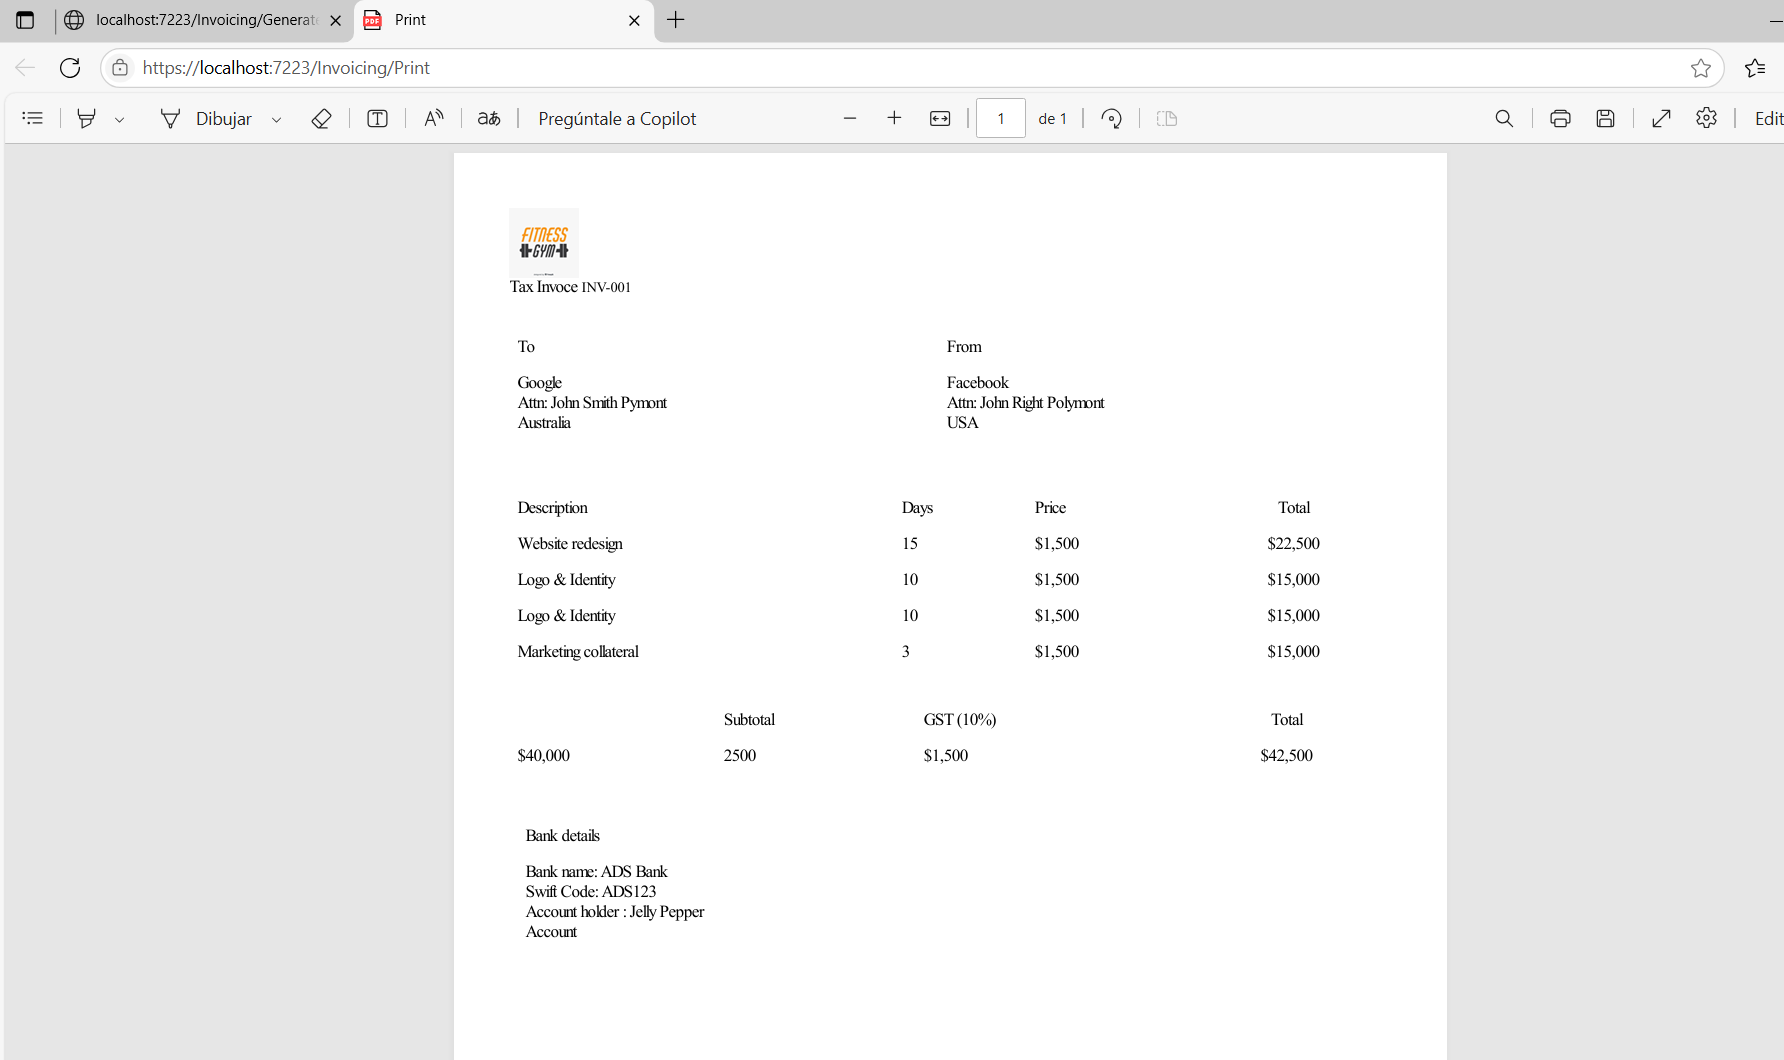 localhost:7223/Invoicing/Generat
Print
https://localhost:7223/Invoicing/Print
Dibujar
Pregúntale a Copilot
1 de 1
Edit
FITNESS
GYM
Tax Invoce INV-001
To From
Google Facebook
Attn: John Smith Pymont Attn: John Right Polymont
Australia USA
Description Days Price Total
Website redesign 15 $1,500 $22,500
Logo & Identity 10 $1,500 $15,000
Logo & Identity 10 $1,500 $15,000
Marketing collateral 3 $1,500 $15,000
Subtotal GST (10%) Total
$40,000 2500 $1,500 $42,500
Bank details
Bank name: ADS Bank
Swift Code: ADS123
Account holder : Jelly Pepper
Account